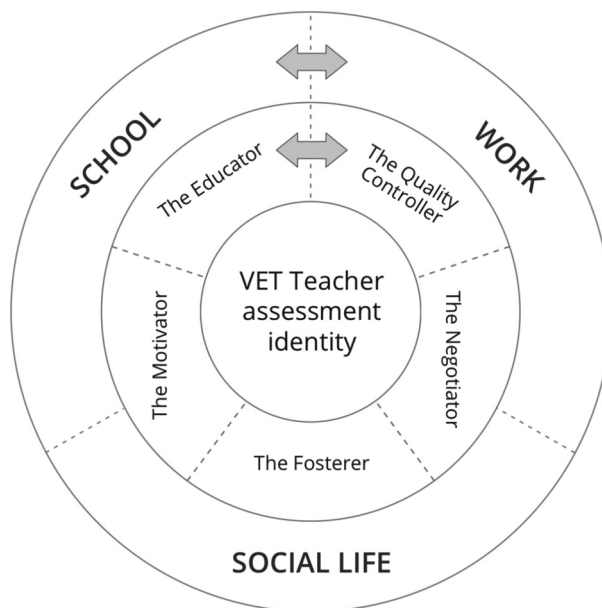 SCHOOL
WORK
The Educator
The Quality
Controller
VET Teacher
assessment
identity
The Motivator
The Negotiator
The Fosterer
SOCIAL LIFE